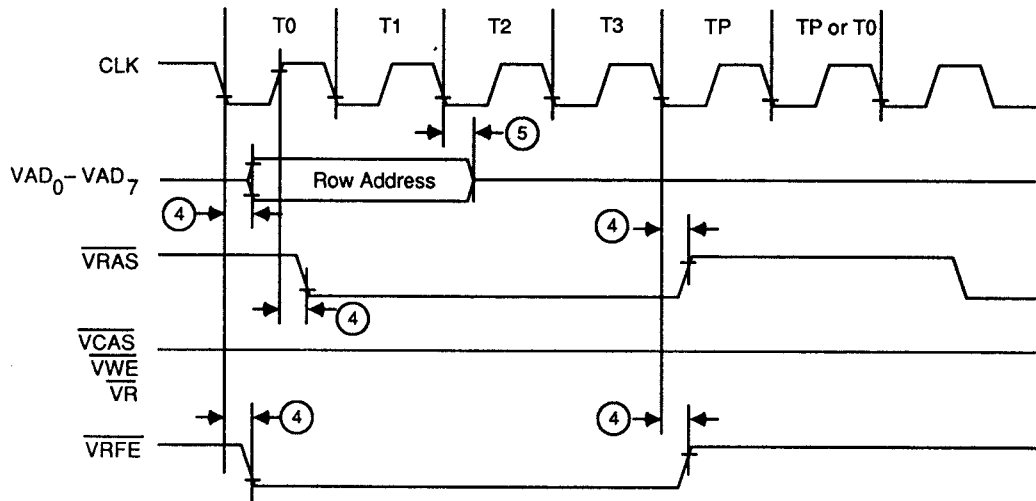 T0 T1 T2 T3 TP TP or T0
CLK
5
VAD₀–VAD₇ Row Address
4 4
VRAS
4
VCAS
VWE
VR
4 4
VRFE